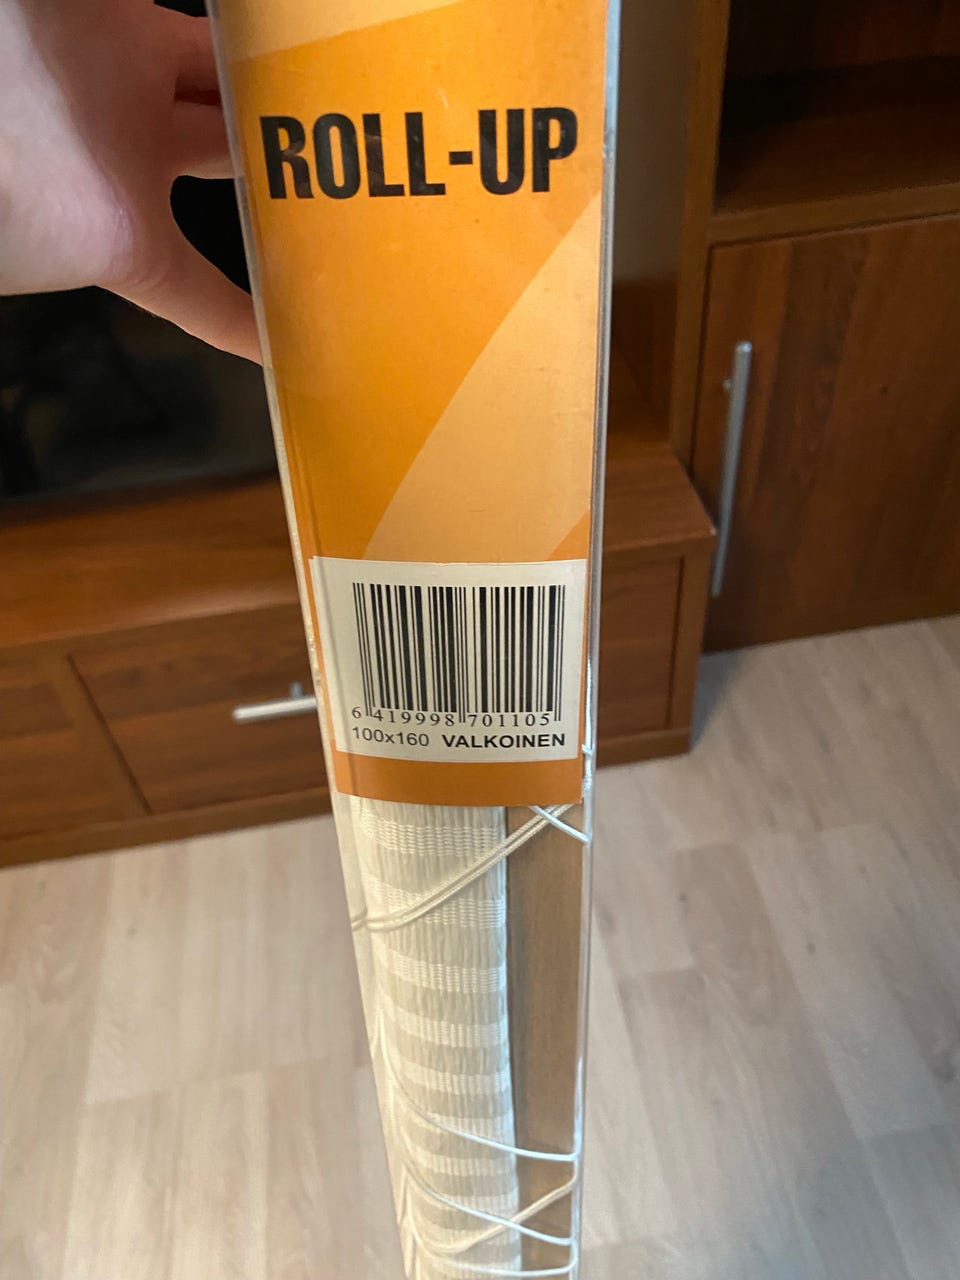 ROLL-UP
6 419998 701105
100x160 VALKOINEN